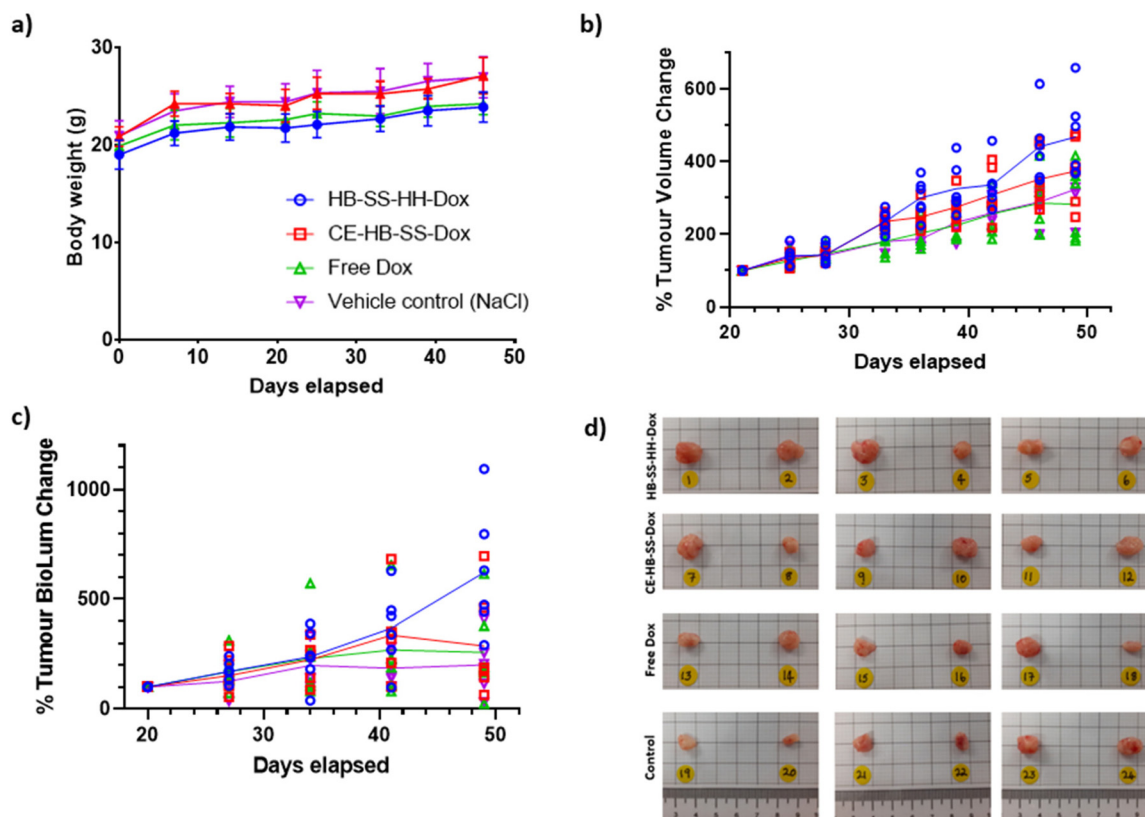 a)
30
20
10
0
Body weight (g)
HB-SS-HH-Dox
CE-HB-SS-Dox
Free Dox
Vehicle control (NaCl)
0 10 20 30 40 50
Days elapsed
b)
600
400
200
0
% Tumour Volume Change
20 30 40 50
Days elapsed
c)
1000
500
0
% Tumour BioLum Change
20 30 40 50
Days elapsed
d)
HB-SS-HH-Dox
1 2 3 4 5 6
CE-HB-SS-Dox
7 8 9 10 11 12
Free Dox
13 14 15 16 17 18
Control
19 20 21 22 23 24